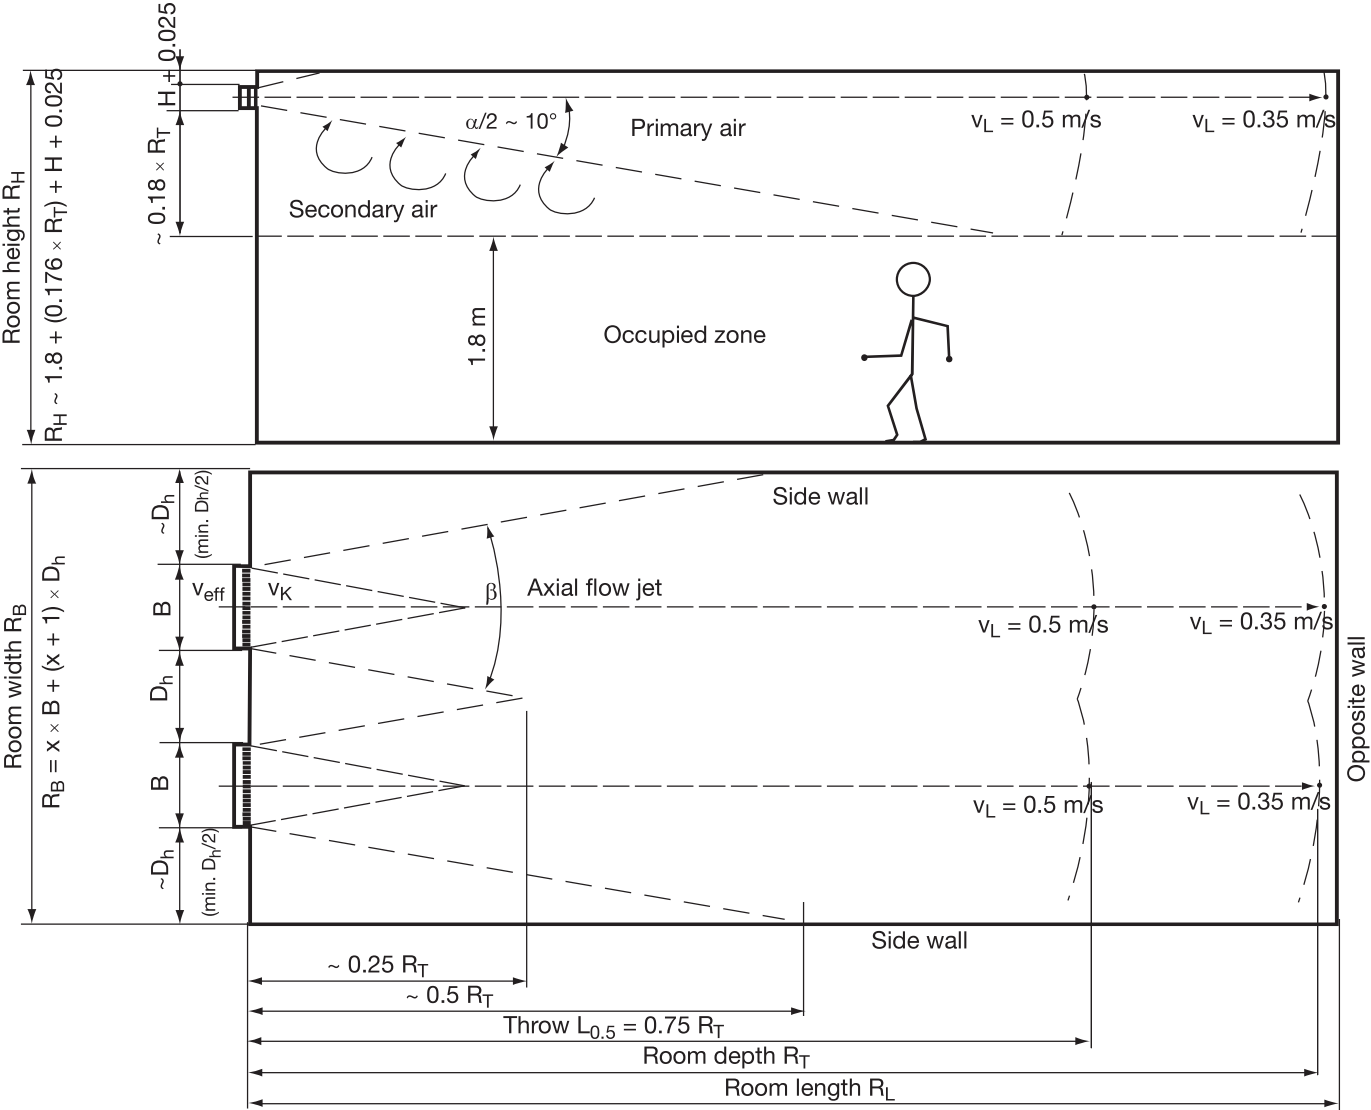 H + 0.025
Room height R_H
R_H ~ 1.8 + (0.176 × R_T) + H + 0.025
~ 0.18 × R_T
α/2 ~ 10°
Primary air
v_L = 0.5 m/s
v_L = 0.35 m/s
Secondary air
1.8 m
Occupied zone
Room width R_B
R_B = x × B + (x + 1) × D_h
~D_h
(min. Dh/2)
B
D_h
B
~D_h
(min. D_h/2)
Side wall
v_eff
v_K
β
Axial flow jet
v_L = 0.5 m/s
v_L = 0.35 m/s
Opposite wall
v_L = 0.5 m/s
v_L = 0.35 m/s
Side wall
~ 0.25 R_T
~ 0.5 R_T
Throw L_0.5 = 0.75 R_T
Room depth R_T
Room length R_L